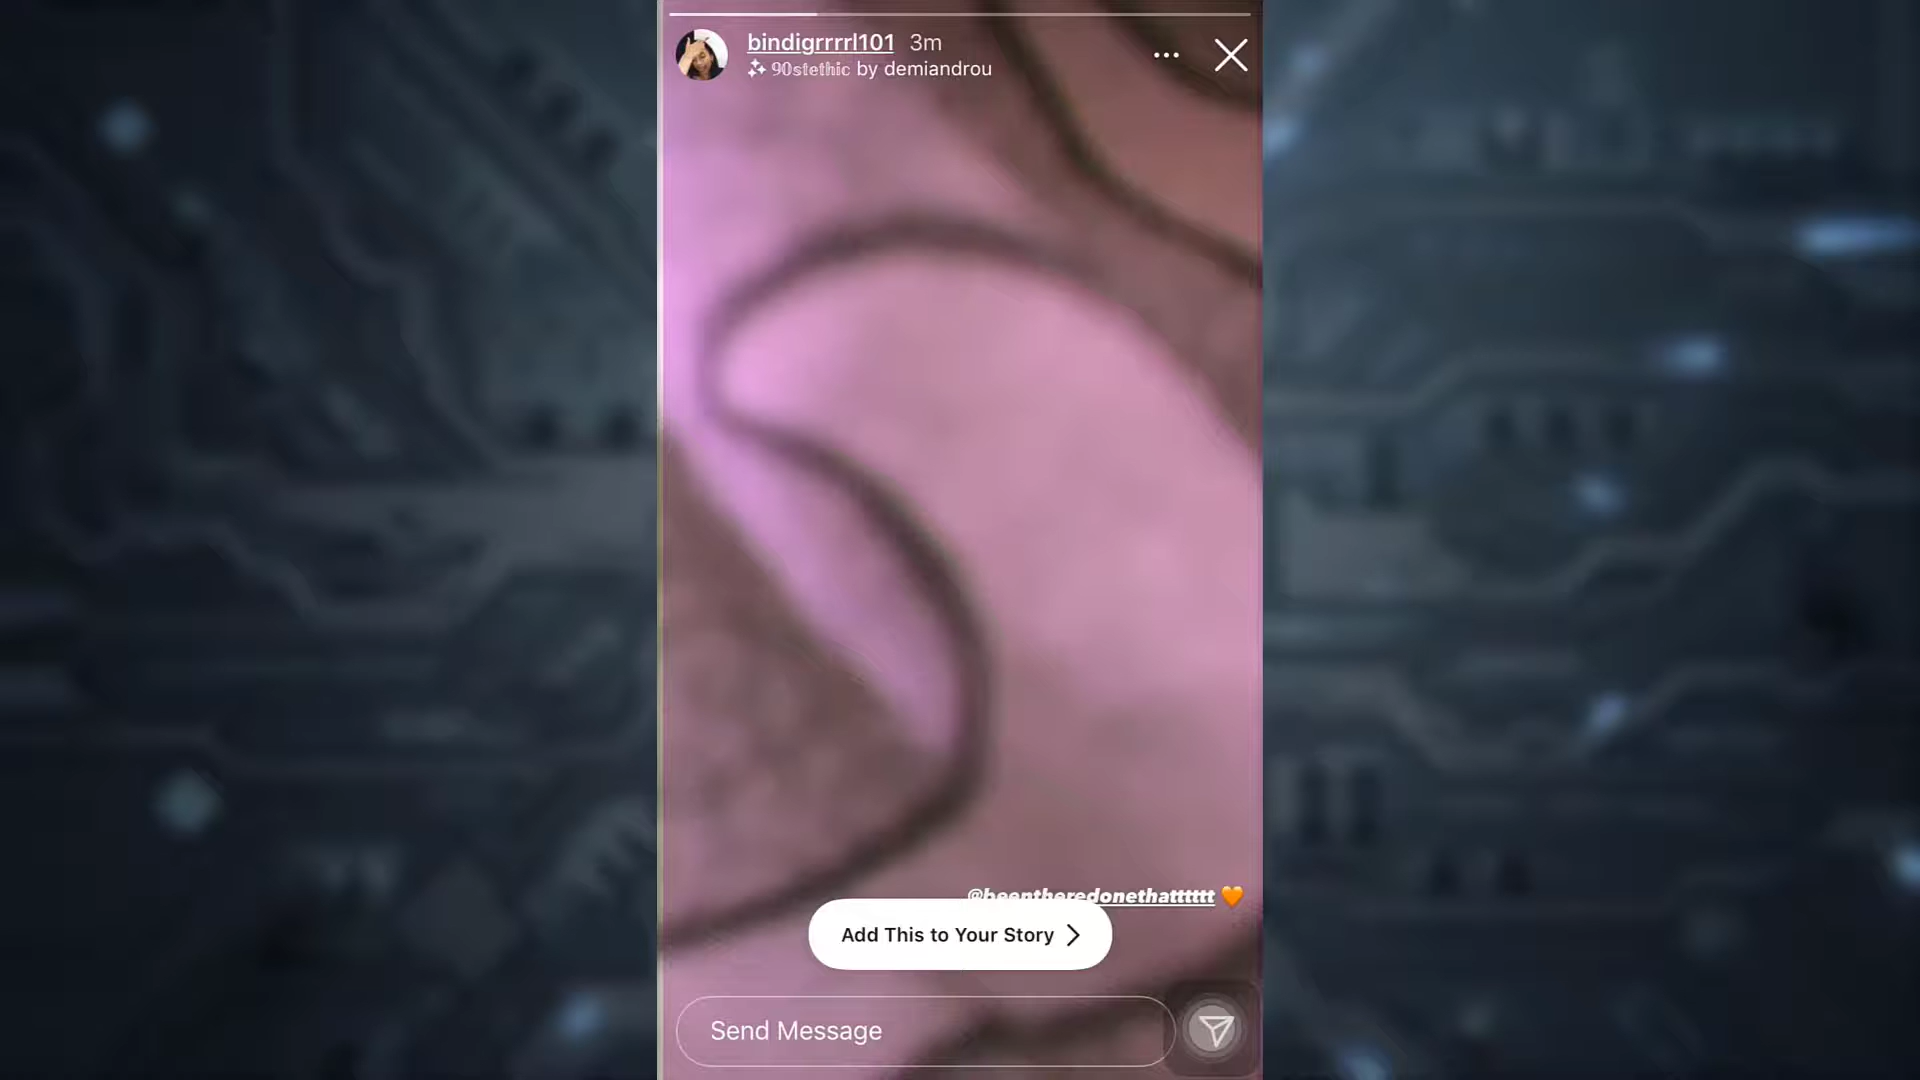 bindigrrrrl101 3m
90stethic by demiandrou
@beentheredonethatttttt 🧡
Add This to Your Story
Send Message